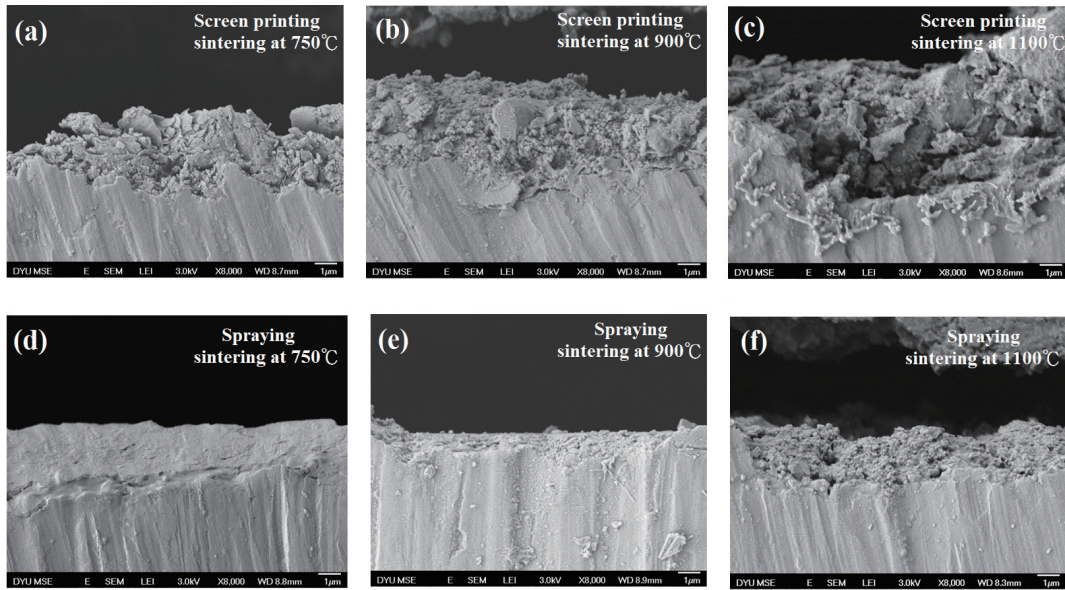 (a)
Screen printing
sintering at 750℃
DYU MSE E SEM LEI 3.0kV X8,000 WD 8.7mm 1μm
(b)
Screen printing
sintering at 900℃
DYU MSE E SEM LEI 3.0kV X8,000 WD 8.7mm 1μm
(c)
Screen printing
sintering at 1100℃
DYU MSE E SEM LEI 3.0kV X8,000 WD 8.6mm 1μm
(d)
Spraying
sintering at 750℃
DYU MSE E SEM LEI 3.0kV X8,000 WD 8.8mm 1μm
(e)
Spraying
sintering at 900℃
DYU MSE E SEM LEI 3.0kV X8,000 WD 8.9mm 1μm
(f)
Spraying
sintering at 1100℃
DYU MSE E SEM LEI 3.0kV X8,000 WD 8.3mm 1μm